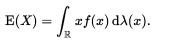 E(X) = ∫_ℝ x f(x) dλ(x).